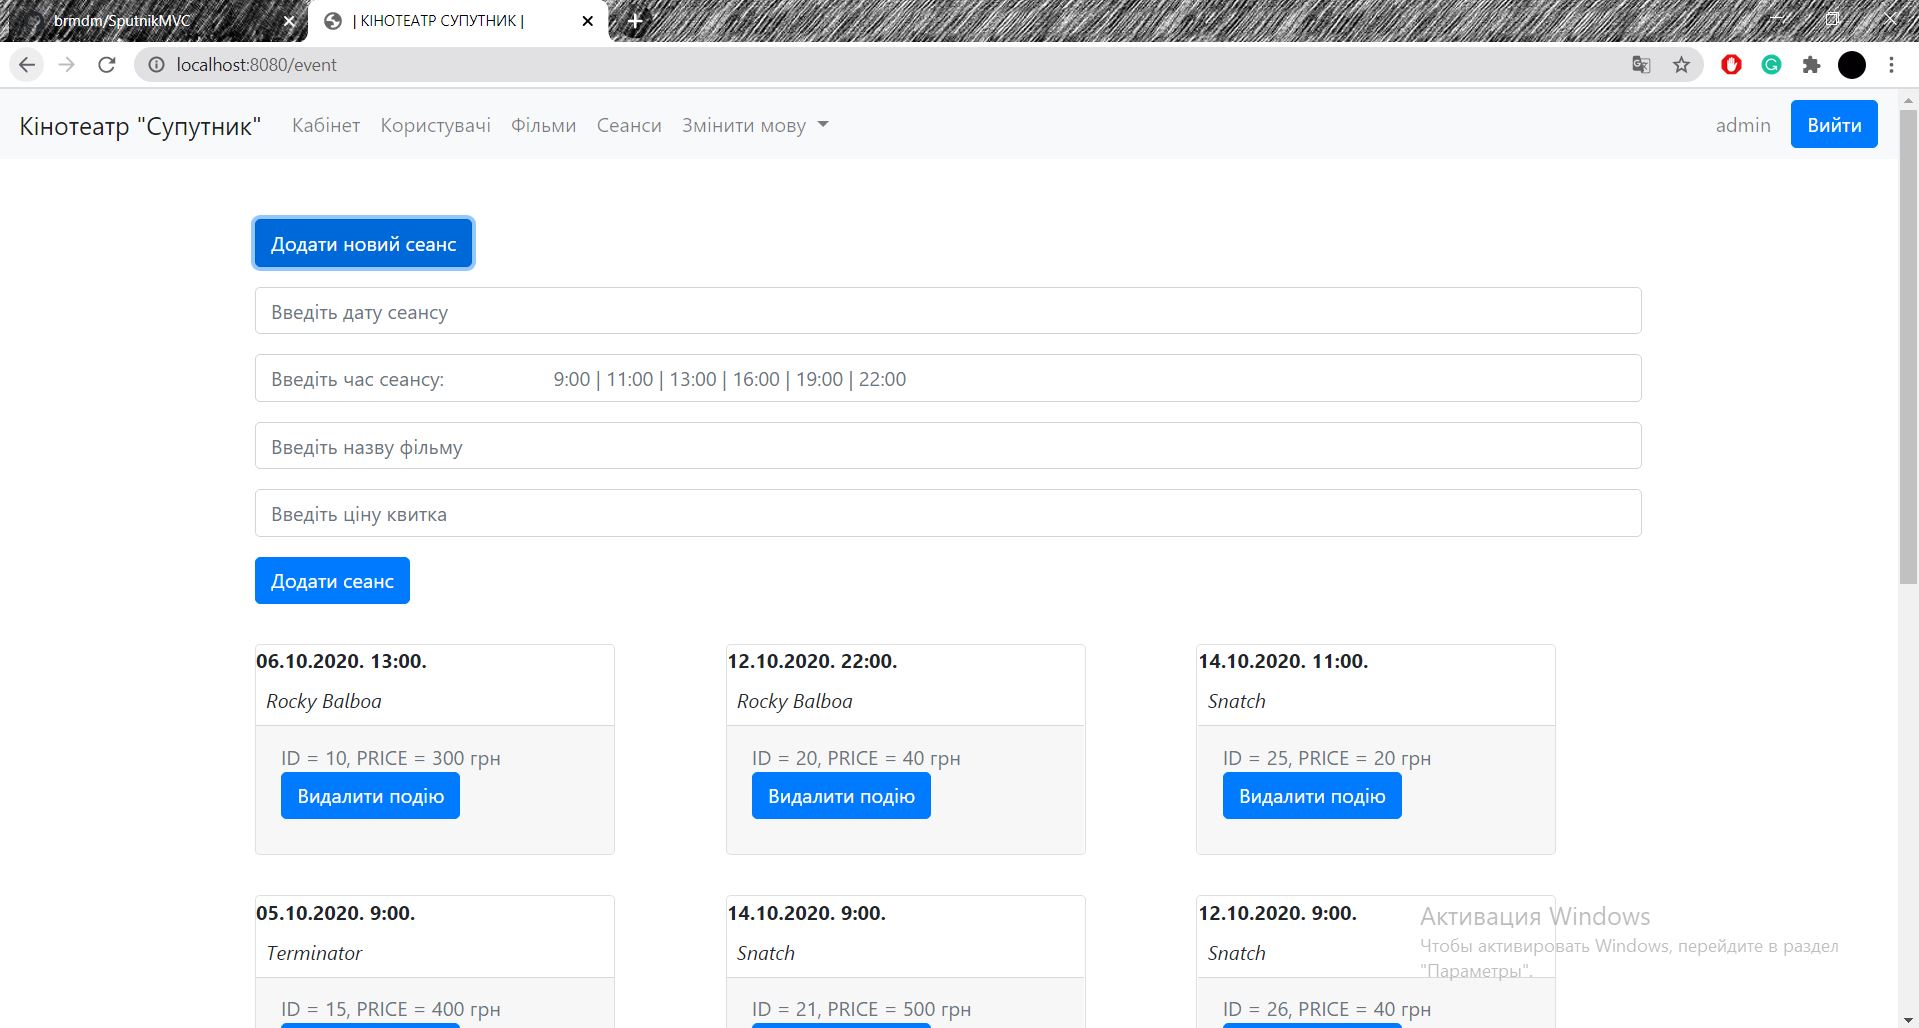 brmdm/SputnikMVC
| КІНОТЕАТР СУПУТНИК |
localhost:8080/event
Кінотеатр "Супутник"
Кабінет
Користувачі
Фільми
Сеанси
Змінити мову
admin
Вийти
Додати новий сеанс
Введіть дату сеансу
Введіть час сеансу: 9:00 | 11:00 | 13:00 | 16:00 | 19:00 | 22:00
Введіть назву фільму
Введіть ціну квитка
Додати сеанс
06.10.2020. 13:00.
Rocky Balboa
ID = 10, PRICE = 300 грн
Видалити подію
12.10.2020. 22:00.
Rocky Balboa
ID = 20, PRICE = 40 грн
Видалити подію
14.10.2020. 11:00.
Snatch
ID = 25, PRICE = 20 грн
Видалити подію
05.10.2020. 9:00.
Terminator
ID = 15, PRICE = 400 грн
14.10.2020. 9:00.
Snatch
ID = 21, PRICE = 500 грн
12.10.2020. 9:00.
Snatch
ID = 26, PRICE = 40 грн
Активация Windows
Чтобы активировать Windows, перейдите в раздел
"Параметры".